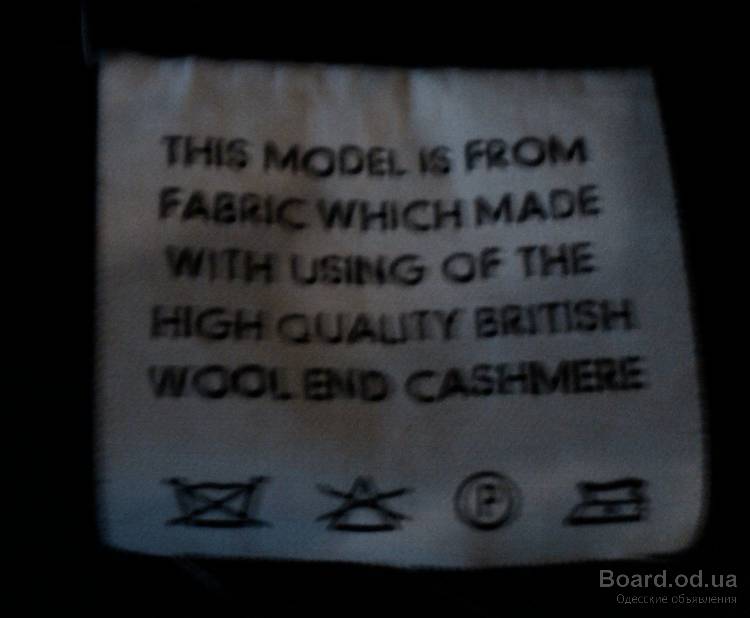 THIS MODEL IS FROM
FABRIC WHICH MADE
WITH USING OF THE
HIGH QUALITY BRITISH
WOOL END CASHMERE
P
Board.od.ua
Одесские объявления